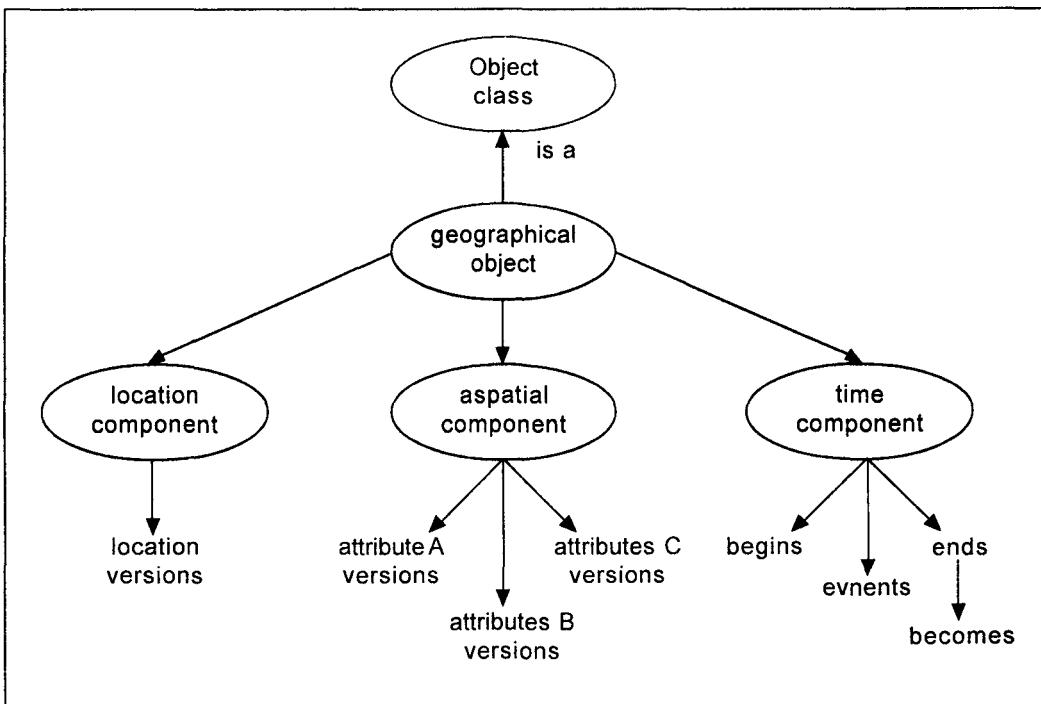 Object
class
is a
geographical
object
location
component
aspatial
component
time
component
location
versions
attribute A
versions
attributes C
versions
attributes B
versions
begins
evnents
ends
becomes